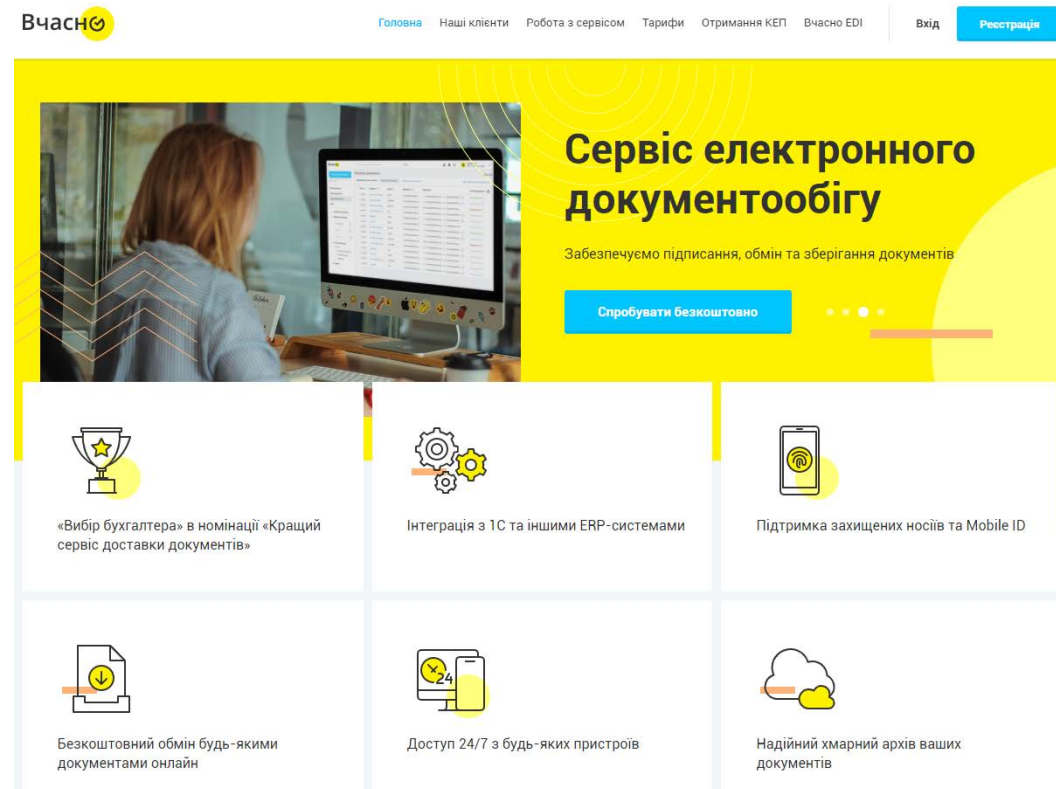 Вчасно
Головна Наші клієнти Робота з сервісом Тарифи Отримання КЕП Вчасно EDI Вхід Реєстрація
Сервіс електронного
документообігу
Забезпечуємо підписання, обмін та зберігання документів
Спробувати безкоштовно
«Вибір бухгалтера» в номінації «Кращий
сервіс доставки документів»
Інтеграція з 1С та іншими ERP-системами
Підтримка захищених носіїв та Mobile ID
24
Безкоштовний обмін будь-якими
документами онлайн
Доступ 24/7 з будь-яких пристроїв
Надійний хмарний архів ваших
документів